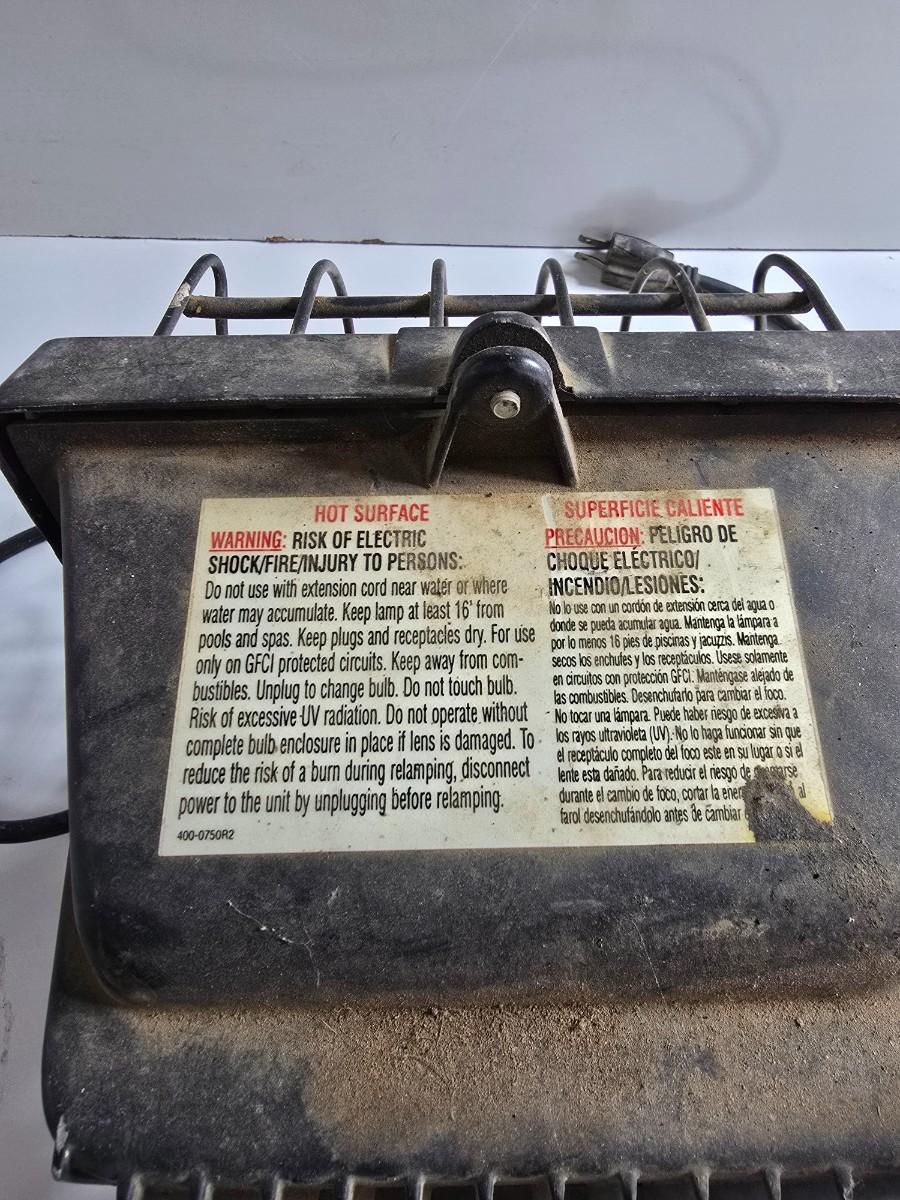 HOT SURFACE
WARNING: RISK OF ELECTRIC
SHOCK/FIRE/INJURY TO PERSONS:
Do not use with extension cord near water or where
water may accumulate. Keep lamp at least 16' from
pools and spas. Keep plugs and receptacles dry. For use
only on GFCI protected circuits. Keep away from com-
bustibles. Unplug to change bulb. Do not touch bulb.
Risk of excessive UV radiation. Do not operate without
complete bulb enclosure in place if lens is damaged. To
reduce the risk of a burn during relamping, disconnect
power to the unit by unplugging before relamping.
400-0750R2
SUPERFICIE CALIENTE
PRECAUCION: PELIGRO DE
CHOQUE ELÉCTRICO/
INCENDIO/LESIONES:
No lo use con un cordón de extensión cerca del agua o
donde se pueda acumular agua. Mantenga la lámpara a
por lo menos 16 pies de piscinas y jacuzzis. Mantenga
secos los enchufes y los receptáculos. Usese solamente
en circuitos con protección GFCI. Manténgase alejado de
las combustibles. Desenchufarlo para cambiar el foco.
No tocar una lámpara. Puede haber riesgo de excesiva a
los rayos ultravioleta (UV). No lo haga funcionar sin que
el receptáculo completo del foco este en su lugar o si el
lente esta dañado. Para reducir el riesgo de
durante el cambio de foco, cortar la al
farol desenchufándolo antes de cambiar